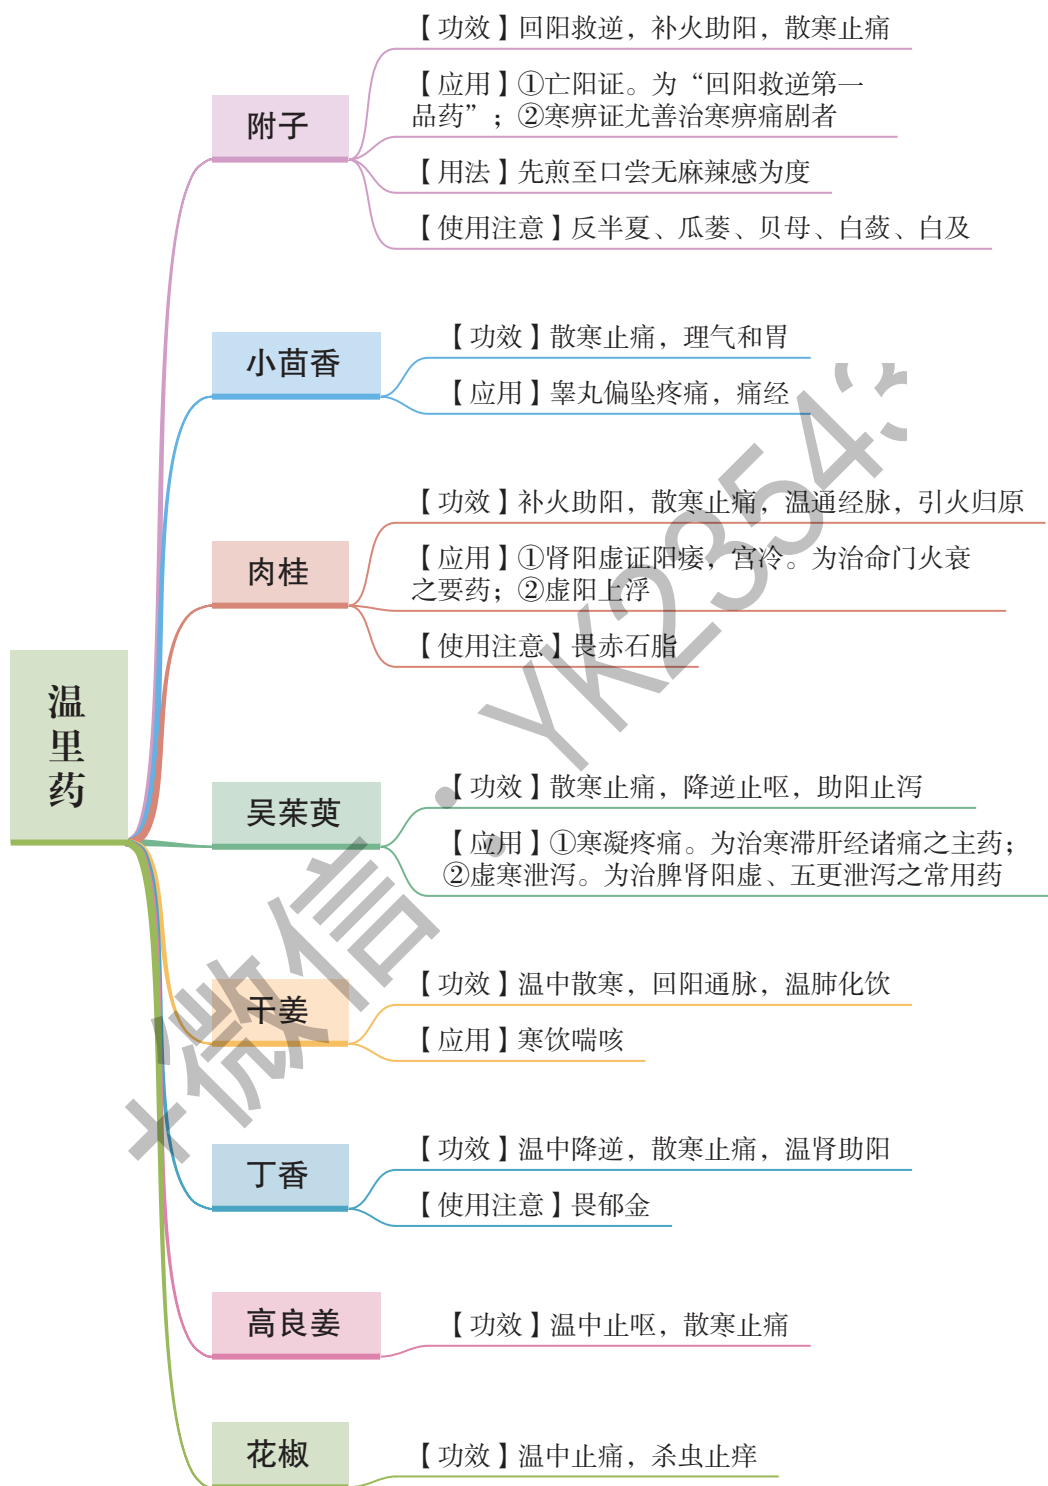 温里药
附子
【功效】回阳救逆，补火助阳，散寒止痛
【应用】①亡阳证。为“回阳救逆第一
品药”；②寒痹证尤善治寒痹痛剧者
【用法】先煎至口尝无麻辣感为度
【使用注意】反半夏、瓜蒌、贝母、白蔹、白及
小茴香
【功效】散寒止痛，理气和胃
【应用】睾丸偏坠疼痛，痛经
肉桂
【功效】补火助阳，散寒止痛，温通经脉，引火归原
【应用】①肾阳虚证阳痿，宫冷。为治命门火衰
之要药；②虚阳上浮
【使用注意】畏赤石脂
吴茱萸
【功效】散寒止痛，降逆止呕，助阳止泻
【应用】①寒凝疼痛。为治寒滞肝经诸痛之主药；
②虚寒泄泻。为治脾肾阳虚、五更泄泻之常用药
干姜
【功效】温中散寒，回阳通脉，温肺化饮
【应用】寒饮喘咳
丁香
【功效】温中降逆，散寒止痛，温肾助阳
【使用注意】畏郁金
高良姜
【功效】温中止呕，散寒止痛
花椒
【功效】温中止痛，杀虫止痒
+微信：YK2354